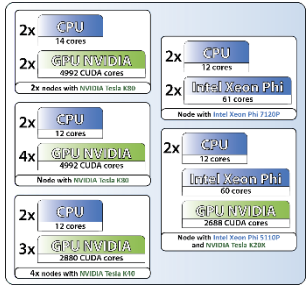 2x CPU
14 cores
2x GPU NVIDIA
4992 CUDA cores
2x nodes with NVIDIA Tesla K80
2x CPU
12 cores
4x GPU NVIDIA
4992 CUDA cores
Node with NVIDIA Tesla K80
2x CPU
12 cores
3x GPU NVIDIA
2880 CUDA cores
4x nodes with NVIDIA Tesla K40
2x CPU
12 cores
2x Intel Xeon Phi
61 cores
Node with Intel Xeon Phi 7120P
2x CPU
12 cores
Intel Xeon Phi
60 cores
GPU NVIDIA
2688 CUDA cores
Node with Intel Xeon Phi 5110P
and NVIDIA Tesla K20X